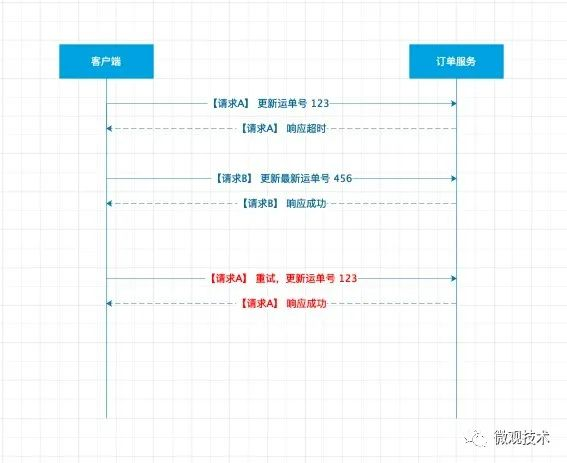 客户端
订单服务
【请求A】 更新运单号 123
【请求A】 响应超时
【请求B】 更新最新运单号 456
【请求B】 响应成功
【请求A】 重试，更新运单号 123
【请求A】 响应成功
微观技术